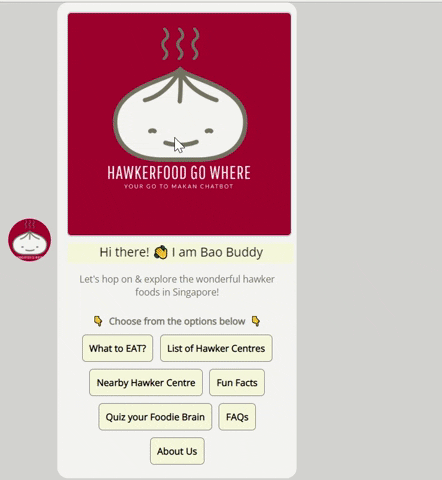 HAWKERFOOD GO WHERE
YOUR GO TO MAKAN CHATBOT
Hi there! 👏 I am Bao Buddy
Let's hop on & explore the wonderful hawker
foods in Singapore!
👇 Choose from the options below 👇
What to EAT?
List of Hawker Centres
Nearby Hawker Centre
Fun Facts
Quiz your Foodie Brain
FAQs
About Us